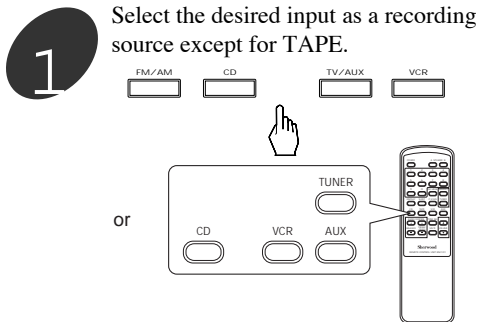 1
Select the desired input as a recording
source except for TAPE.
FM/AM CD TV/AUX VCR
or
TUNER
CD VCR AUX
Sherwood